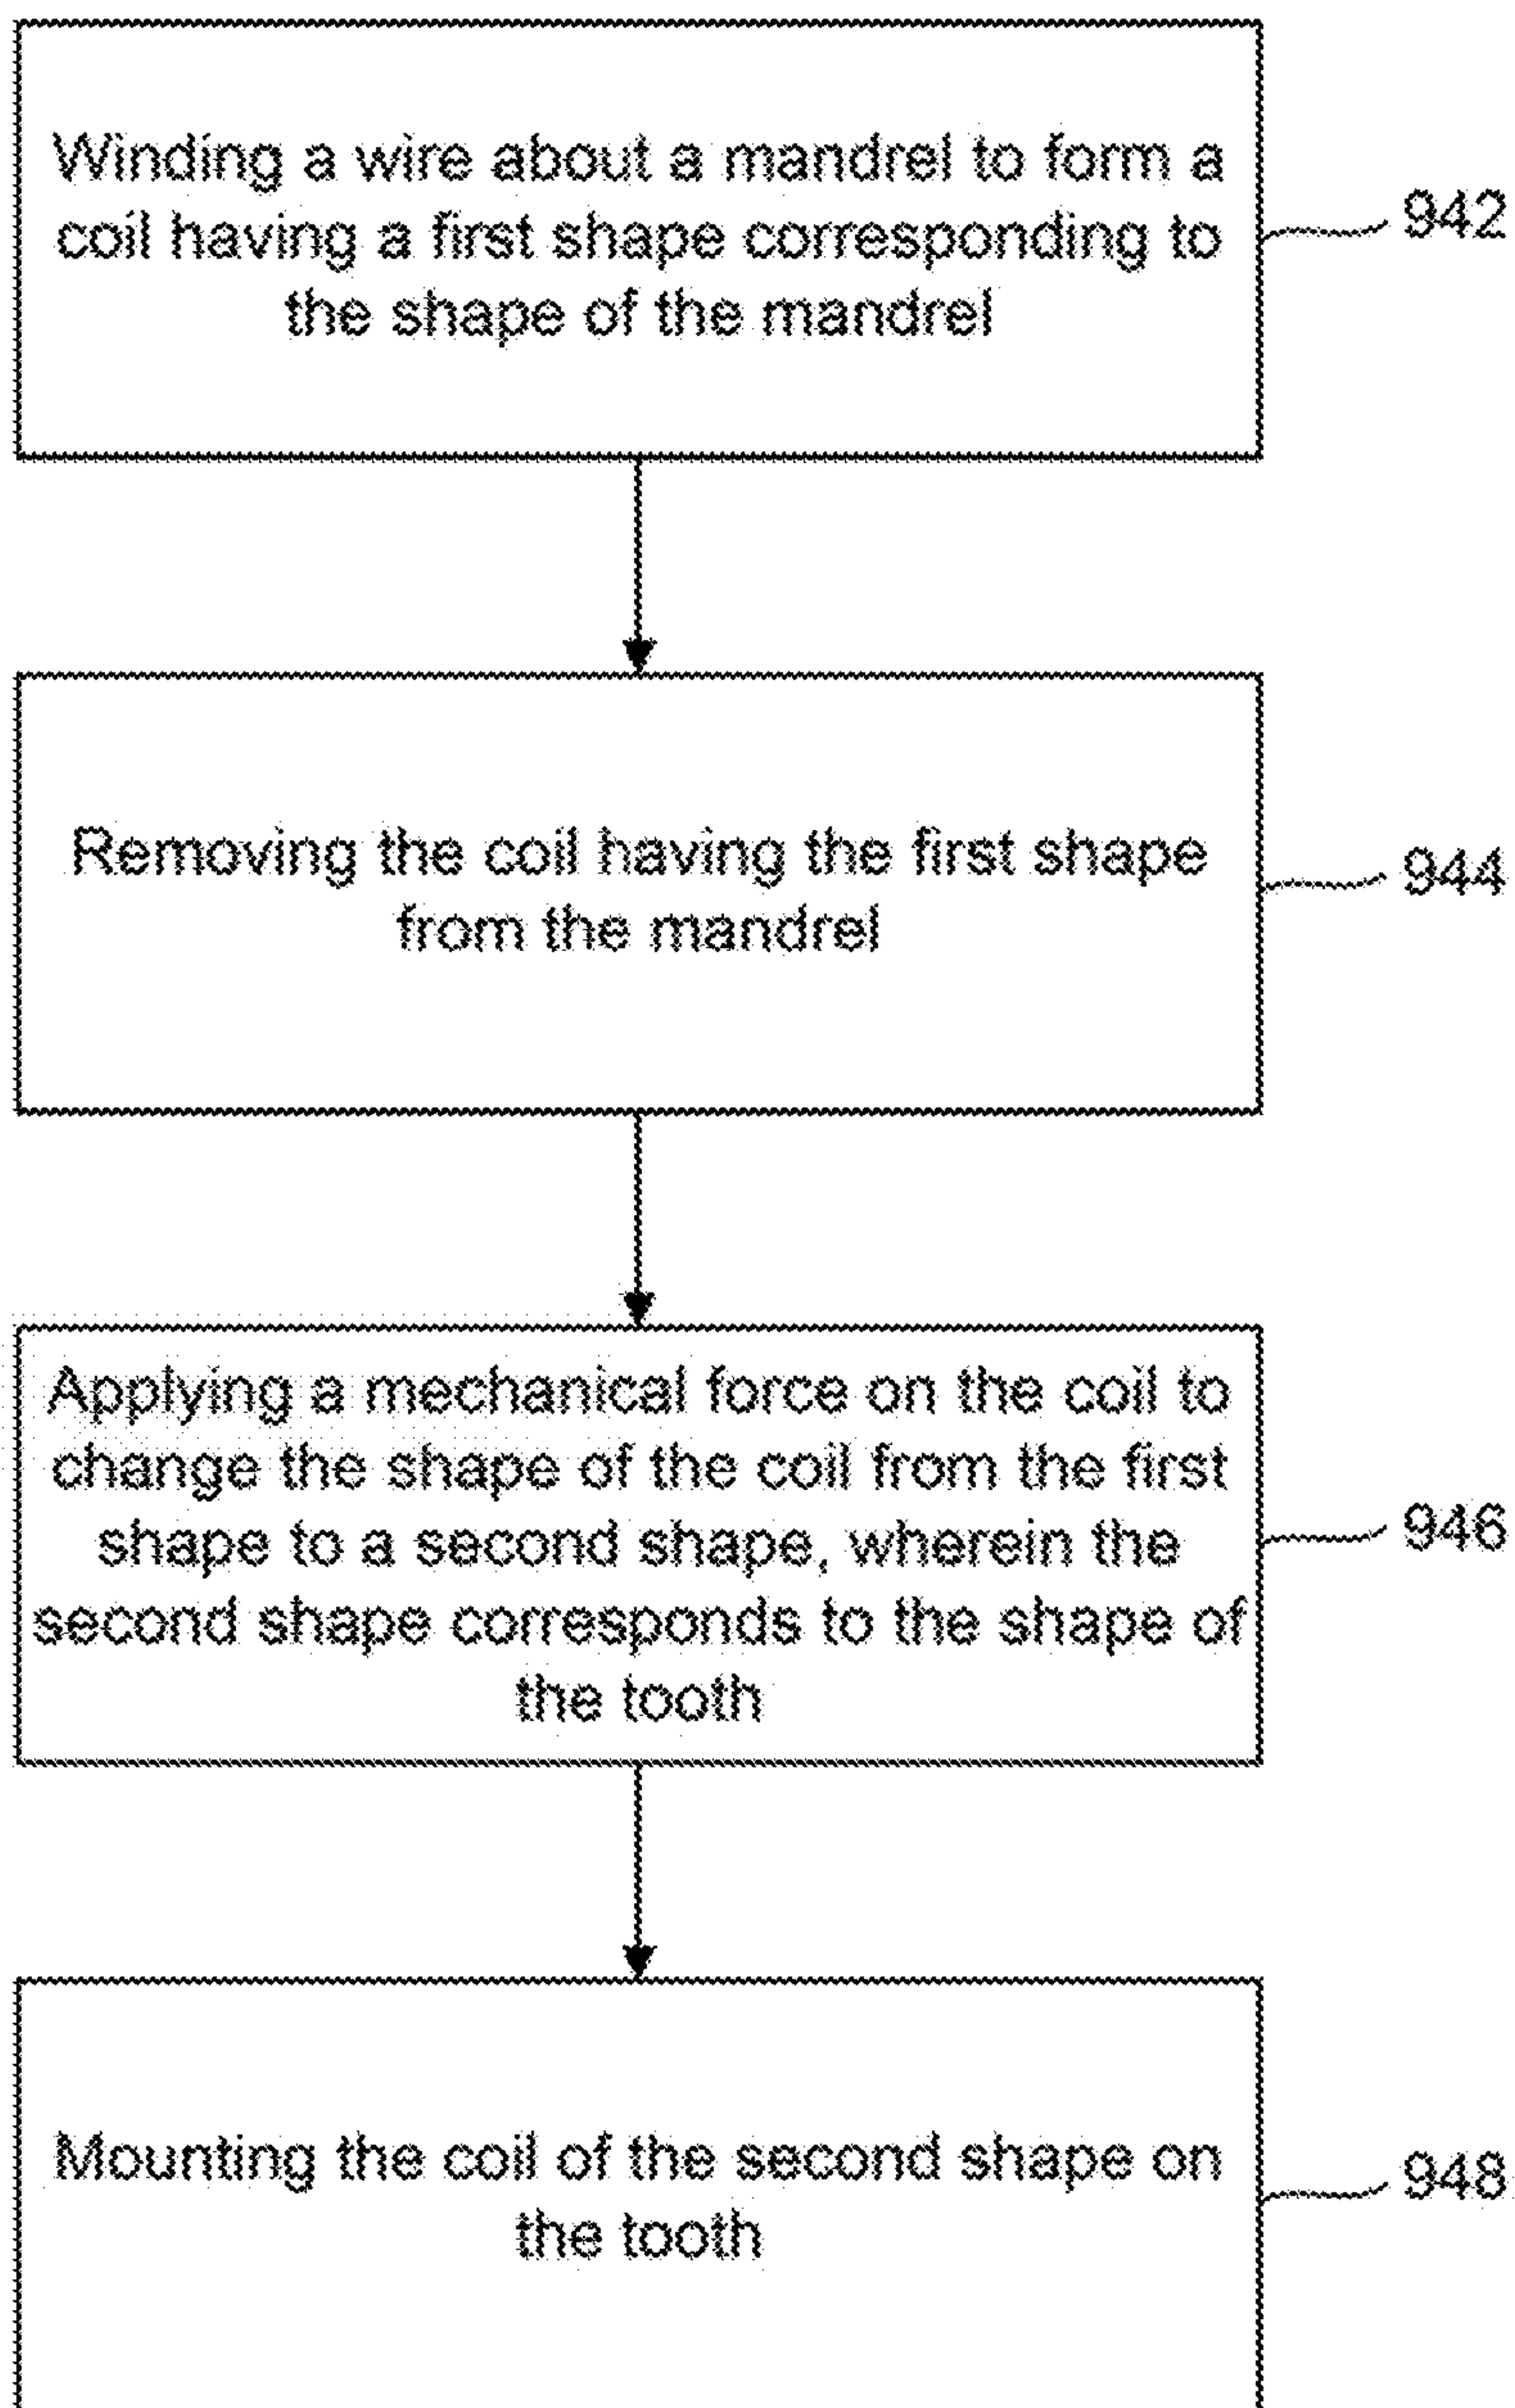 Winding a wire about a mandrel to form a
coil having a first shape corresponding to
the shape of the mandrel
942
Removing the coil having the first shape
from the mandrel
944
Applying a mechanical force on the coil to
change the shape of the coil from the first
shape to a second shape, wherein the
second shape corresponds to the shape of
the tooth
946
Mounting the coil of the second shape on
the tooth
948